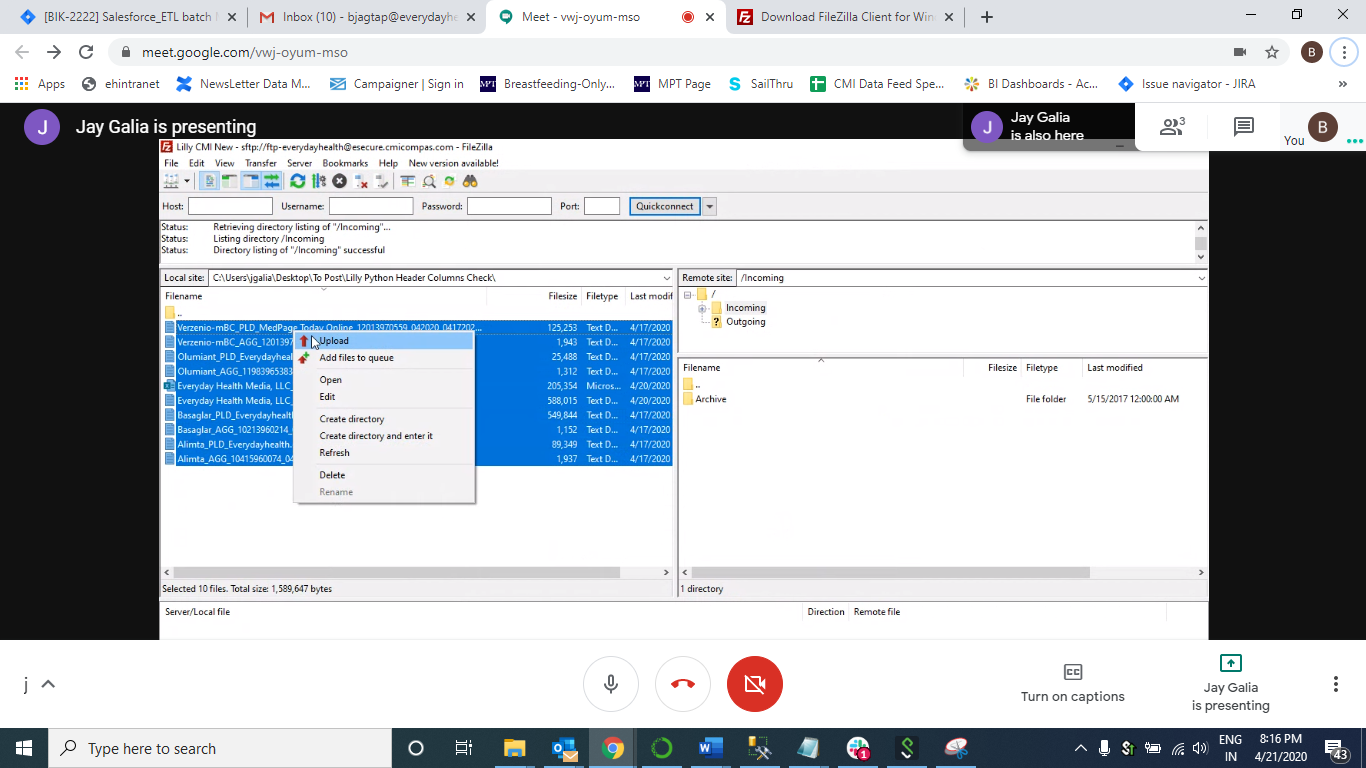 [BIK-2222] Salesforce_ETL batch
Inbox (10) - bjagtap@everydayhe
Meet - vwj-oyum-mso
Download FileZilla Client for Win
meet.google.com/vwj-oyum-mso
B
Apps
ehintranet
NewsLetter Data M...
Campaigner | Sign in
MPT
Breastfeeding-Only...
MPT
MPT Page
SailThru
CMI Data Feed Spe...
BI Dashboards - Ac...
Issue navigator - JIRA
»
J
Jay Galia is presenting
J
Jay Galia
is also here
3
You
B
Lilly CMI New - sftp://ftp-everydayhealth@esecure.cmicompas.com - FileZilla
File Edit View Transfer Server Bookmarks Help New version available!
Host: Username: Password: Port: Quickconnect
Status: Retrieving directory listing of "/Incoming"...
Status: Listing directory /Incoming
Status: Directory listing of "/Incoming" successful
Local site: C:\Users\jgalia\Desktop\To Post\Lilly Python Header Columns Check\
Filename Filesize Filetype Last modif
..
Verzenio-mBC_PLD_MedPage Today Online_12013970559_042020_0417202... 125,253 Text D... 4/17/2020
Verzenio-mBC_AGG_1201397 1,943 Text D... 4/17/2020
Olumiant_PLD_Everydayheal 25,488 Text D... 4/17/2020
Olumiant_AGG_11983965383 1,312 Text D... 4/17/2020
Everyday Health Media, LLC_ 205,354 Micros... 4/20/2020
Everyday Health Media, LLC_ 588,015 Text D... 4/20/2020
Basaglar_PLD_Everydayhealt 549,844 Text D... 4/17/2020
Basaglar_AGG_10213960214_ 1,152 Text D... 4/17/2020
Alimta_PLD_Everydayhealth. 89,349 Text D... 4/17/2020
Alimta_AGG_10415960074_04 1,937 Text D... 4/17/2020
Upload
Add files to queue
Open
Edit
Create directory
Create directory and enter it
Refresh
Delete
Rename
Selected 10 files. Total size: 1,589,647 bytes
Remote site: /Incoming
/
Incoming
? Outgoing
Filename Filesize Filetype Last modified
..
Archive File folder 5/15/2017 12:00:00 AM
1 directory
Server/Local file Direction Remote file
j
Turn on captions
Jay Galia
is presenting
Type here to search
1
ENG
IN
8:16 PM
4/21/2020
43